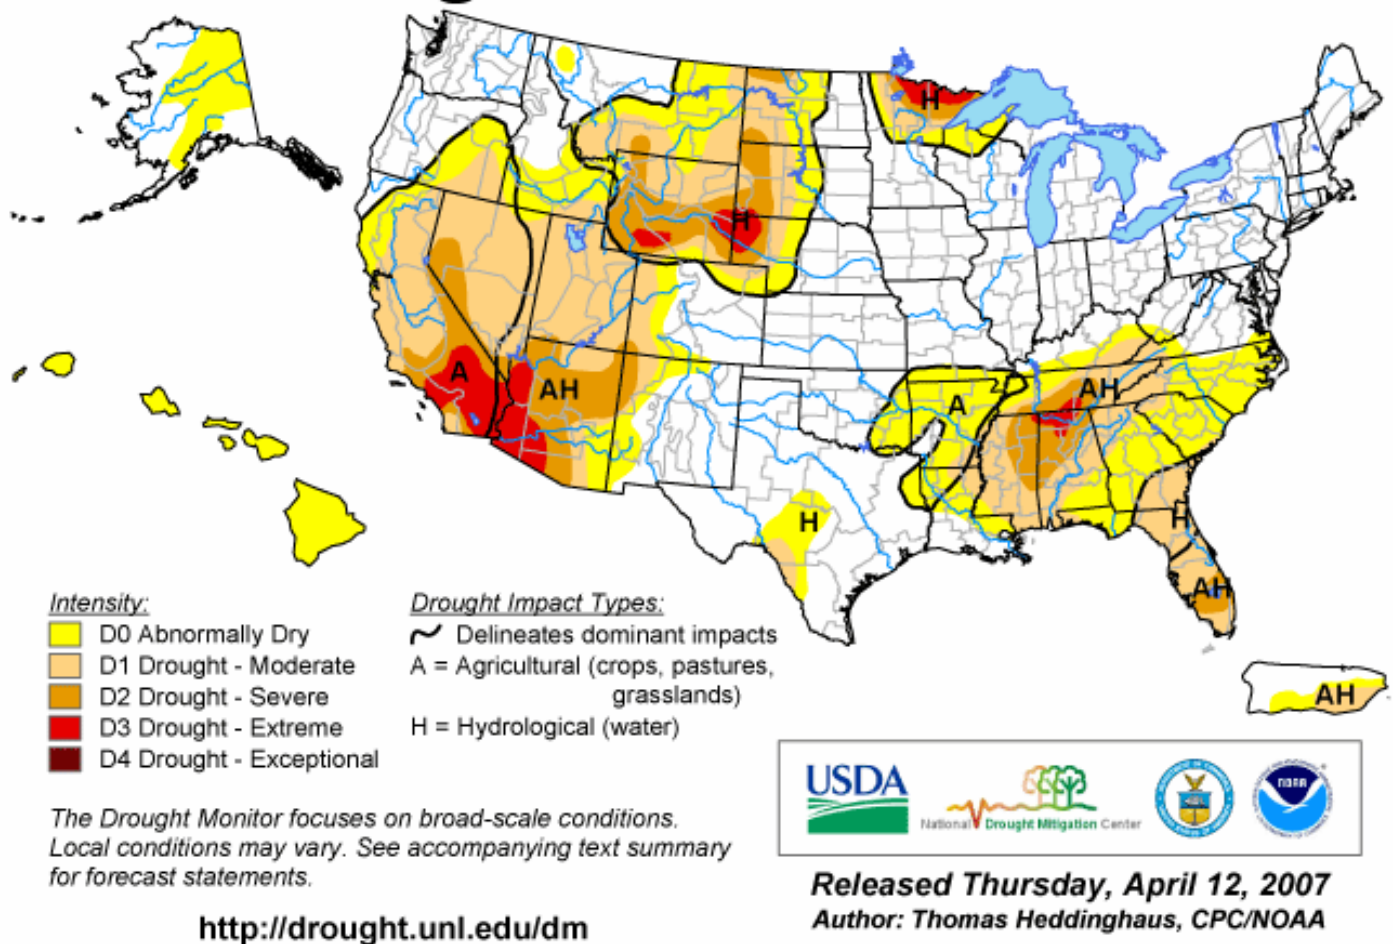 H
H
A
AH
A
AH
H
H
AH
AH
Intensity:
D0 Abnormally Dry
D1 Drought - Moderate
D2 Drought - Severe
D3 Drought - Extreme
D4 Drought - Exceptional
Drought Impact Types:
Delineates dominant impacts
A = Agricultural (crops, pastures,
grasslands)
H = Hydrological (water)
The Drought Monitor focuses on broad-scale conditions.
Local conditions may vary. See accompanying text summary
for forecast statements.
http://drought.unl.edu/dm
USDA
National Drought Mitigation Center
NOAA
Released Thursday, April 12, 2007
Author: Thomas Heddinghaus, CPC/NOAA